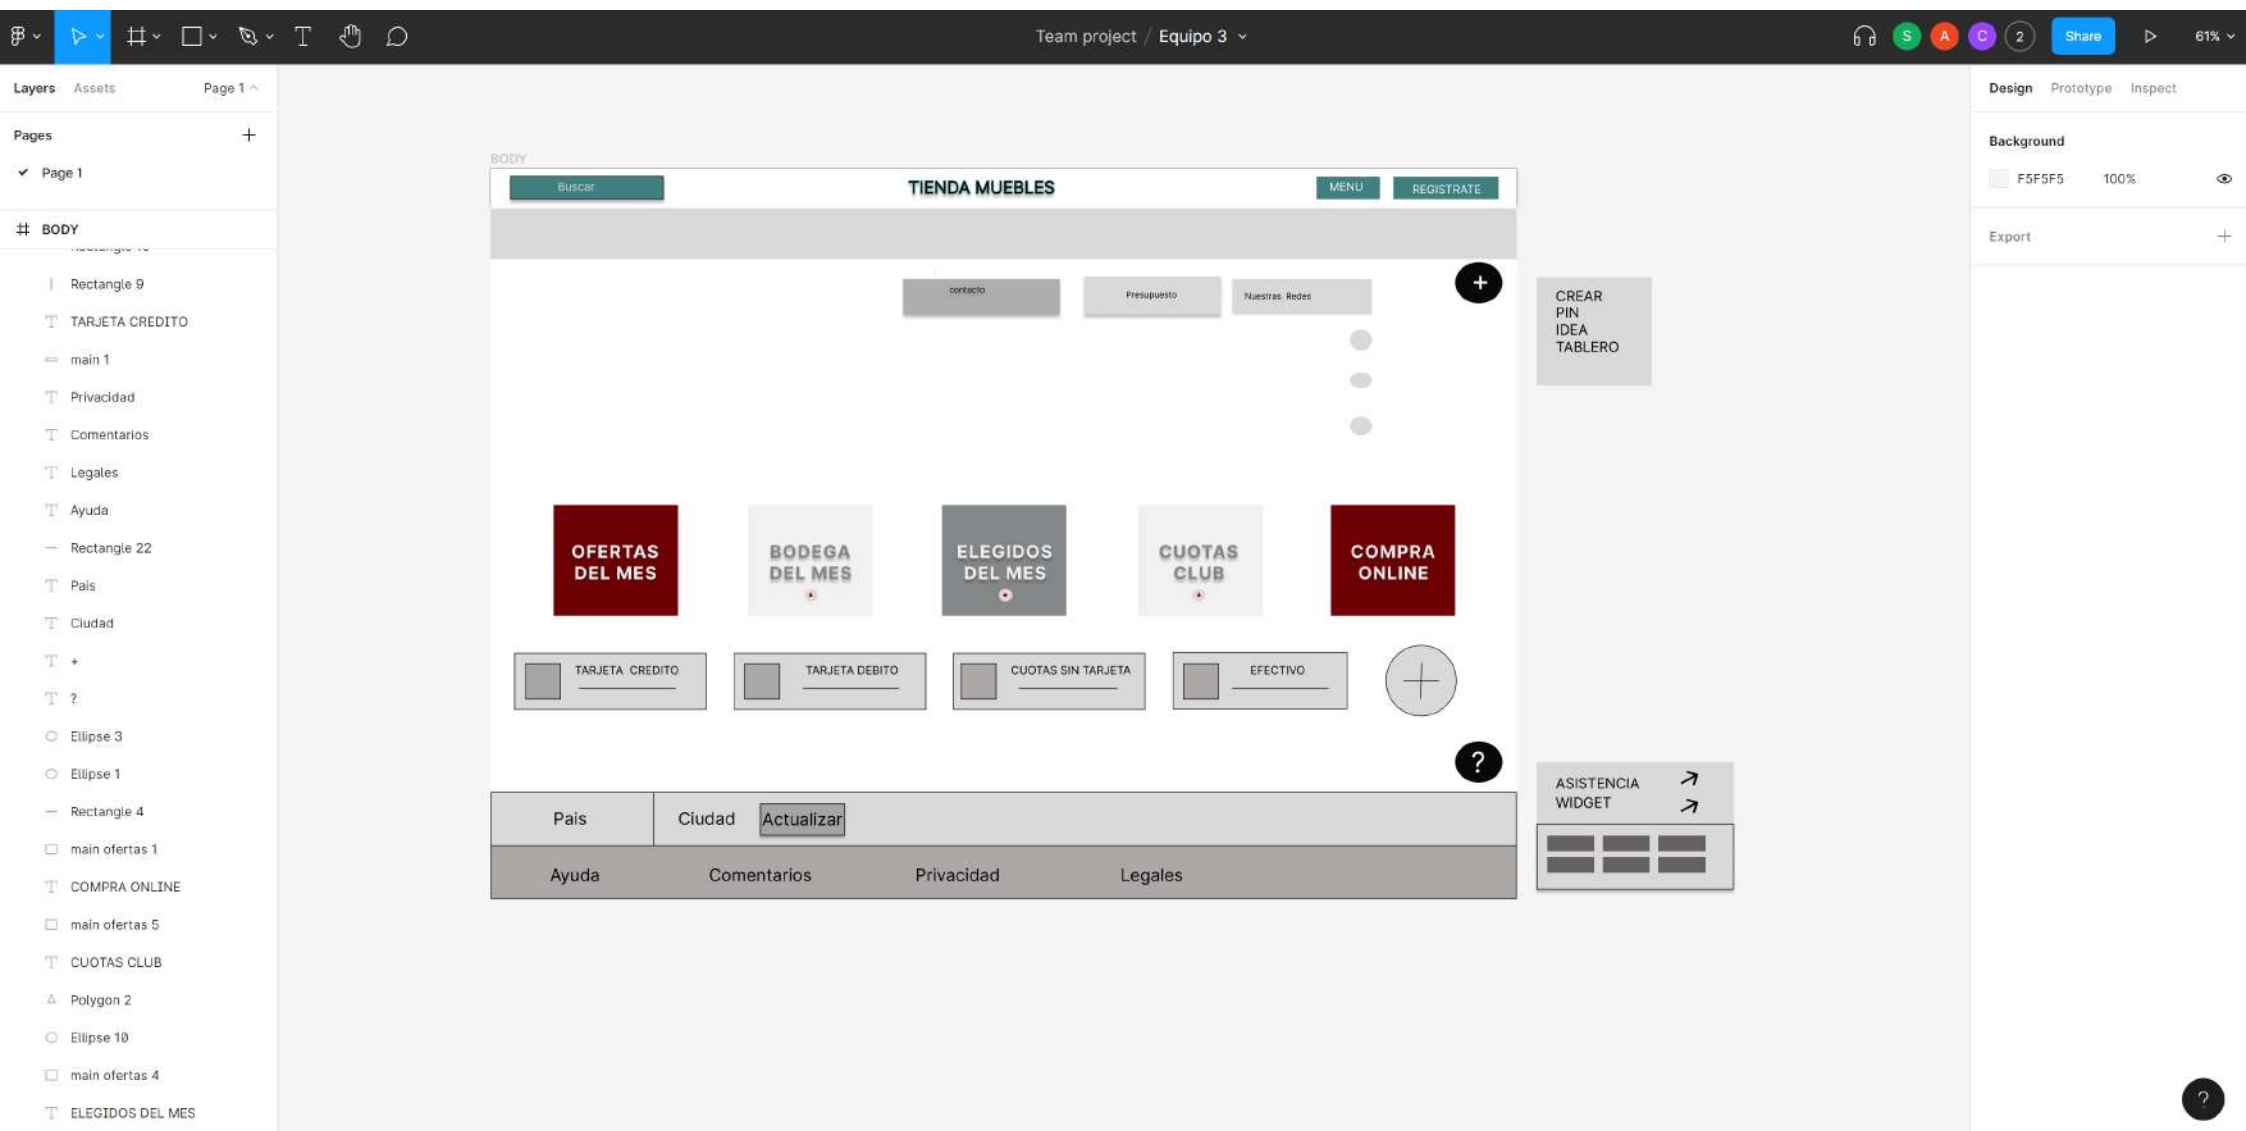 Team project / Equipo 3
S
A
C
2
Share
61%
Layers
Assets
Page 1
Pages
Page 1
BODY
Rectangle 9
TARJETA CREDITO
main 1
Privacidad
Comentarios
Legales
Ayuda
Rectangle 22
Pais
Ciudad
+
?
Ellipse 3
Ellipse 1
Rectangle 4
main ofertas 1
COMPRA ONLINE
main ofertas 5
CUOTAS CLUB
Polygon 2
Ellipse 10
main ofertas 4
ELEGIDOS DEL MES
BODY
Buscar
TIENDA MUEBLES
MENU
REGISTRATE
contacto
Presupuesto
Nuestras Redes
+
CREAR
PIN
IDEA
TABLERO
OFERTAS
DEL MES
BODEGA
DEL MES
ELEGIDOS
DEL MES
CUOTAS
CLUB
COMPRA
ONLINE
TARJETA CREDITO
TARJETA DEBITO
CUOTAS SIN TARJETA
EFECTIVO
?
ASISTENCIA
WIDGET
Pais
Ciudad
Actualizar
Ayuda
Comentarios
Privacidad
Legales
Design
Prototype
Inspect
Background
F5F5F5
100%
Export
?